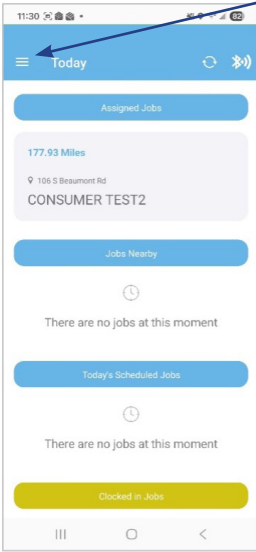 11:30
82
Today
Assigned Jobs
177.93 Miles
106 S Beaumont Rd
CONSUMER TEST2
Jobs Nearby
There are no jobs at this moment
Today's Scheduled Jobs
There are no jobs at this moment
Clocked in Jobs